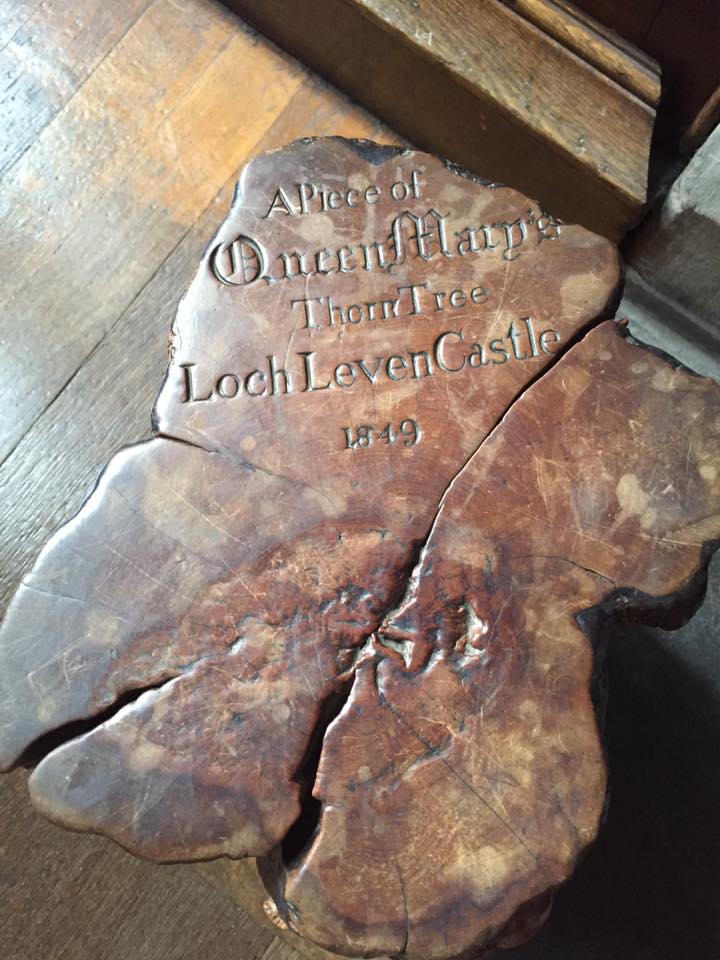 A Piece of
Queen Mary's
Thorn Tree
Loch Leven Castle
1849